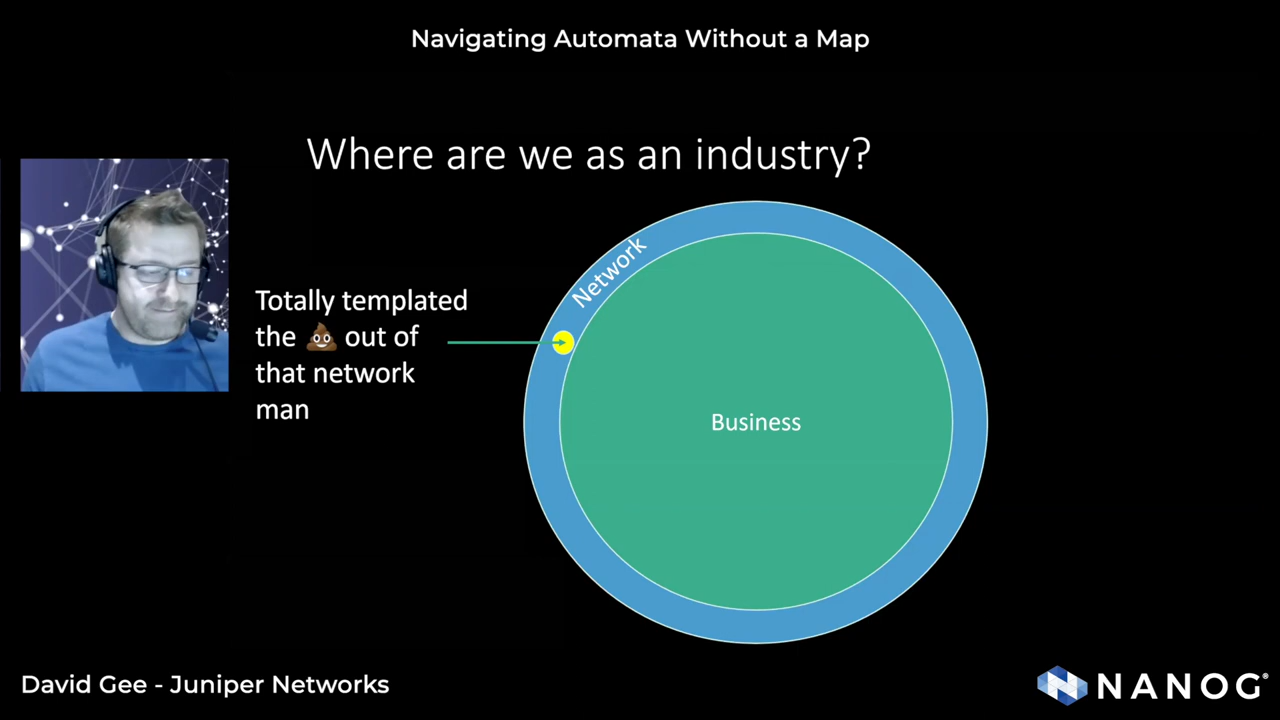 Navigating Automata Without a Map
Where are we as an industry?
Network
Totally templated
the 💩 out of
that network
man
Business
David Gee - Juniper Networks
NANOG®